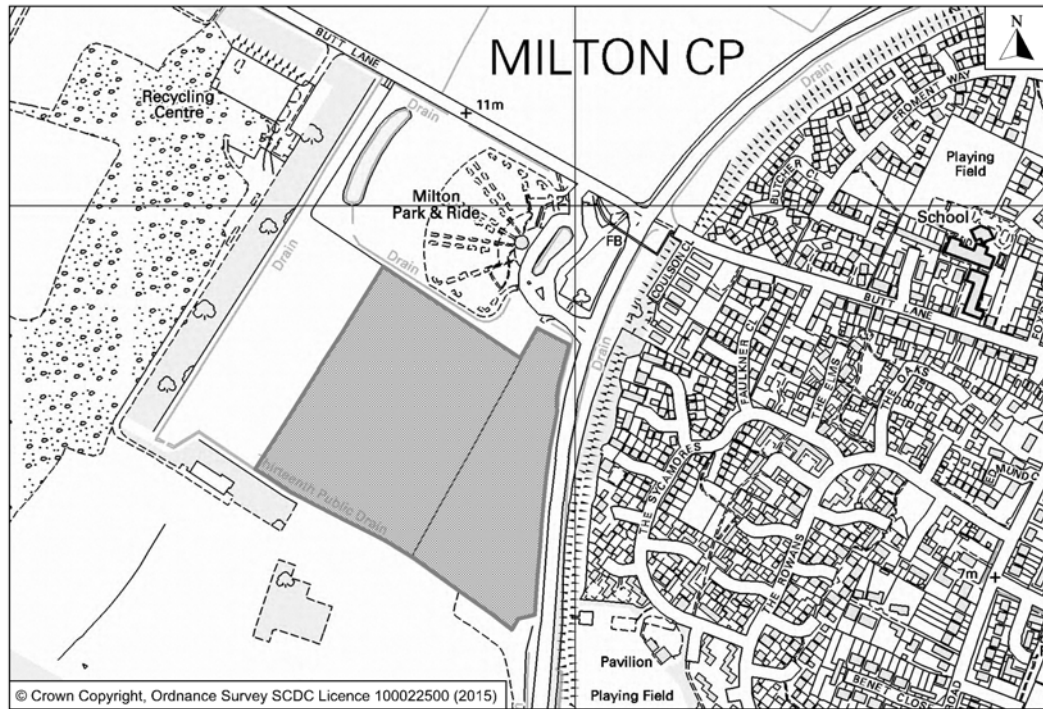 MILTON CP
N
BUTT LANE
Recycling
Centre
Drain
11m
Drain
FROMENT WAY
Playing
Field
BUTCHER CL
Milton
Park & Ride
School
Drain
FB
COULSON CL
Drain
BUTT LANE
Drain
FAULKNER CL
THE ELMS
THE OAKS
EDMUND C
THE SYCAMORES
Thirteenth Public Drain
THE ROWANS
7m
Pavilion
Playing Field
BENET CLOSE
ROAD
© Crown Copyright, Ordnance Survey SCDC Licence 100022500 (2015)